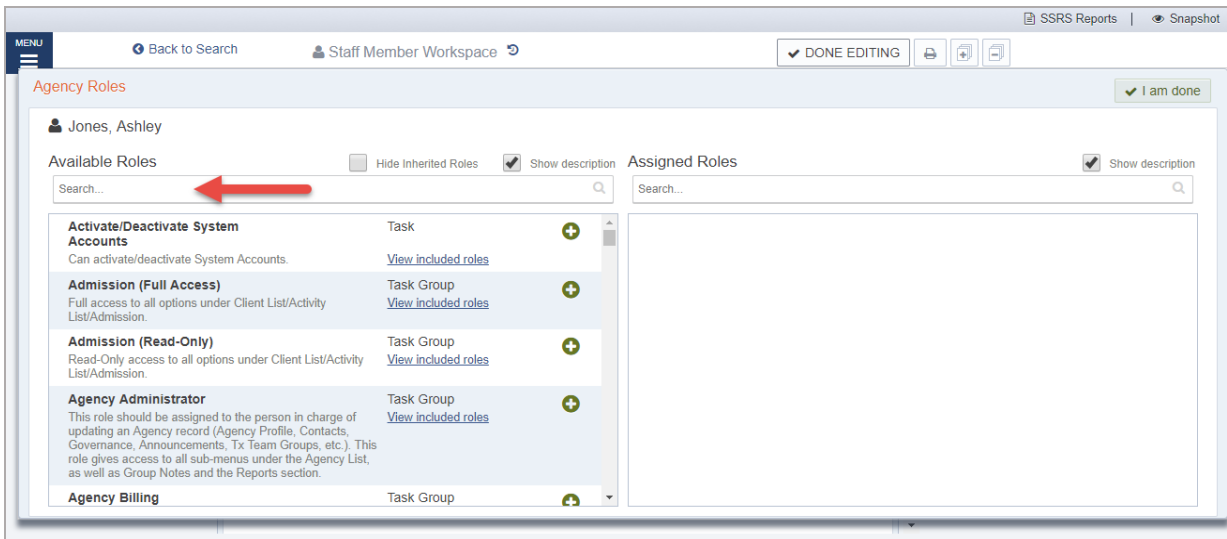 SSRS Reports | Snapshot
MENU
Back to Search
Staff Member Workspace
DONE EDITING
Agency Roles
I am done
Jones, Ashley
Available Roles
Hide Inherited Roles
Show description
Assigned Roles
Show description
Search...
Search...
Activate/Deactivate System
Accounts
Task
Can activate/deactivate System Accounts.
View included roles
Admission (Full Access)
Task Group
Full access to all options under Client List/Activity
List/Admission.
View included roles
Admission (Read-Only)
Task Group
Read-Only access to all options under Client List/Activity
List/Admission.
View included roles
Agency Administrator
Task Group
This role should be assigned to the person in charge of
updating an Agency record (Agency Profile, Contacts,
Governance, Announcements, Tx Team Groups, etc.). This
role gives access to all sub-menus under the Agency List,
as well as Group Notes and the Reports section.
View included roles
Agency Billing
Task Group